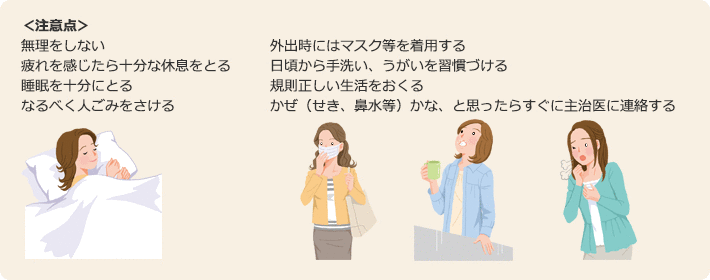 ＜注意点＞
無理をしない
疲れを感じたら十分な休息をとる
睡眠を十分にとる
なるべく人ごみをさける
外出時にはマスク等を着用する
日頃から手洗い、うがいを習慣づける
規則正しい生活をおくる
かぜ（せき、鼻水等）かな、と思ったらすぐに主治医に連絡する